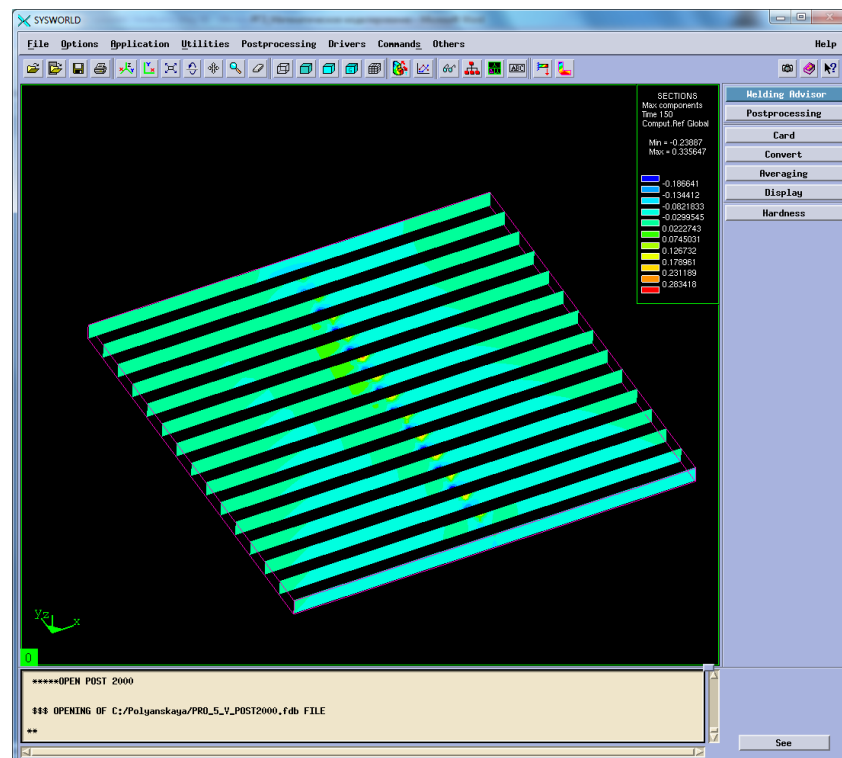 SYSWORLD
File Options Application Utilities Postprocessing Drivers Commands Others Help
ABC
SECTIONS
Max components
Time 150
Comput.Ref Global
Min = -0.23887
Max = 0.335647
-0.186641
-0.134412
-0.0821833
-0.0299545
0.0222743
0.0745031
0.126732
0.178961
0.231189
0.283418
Welding Advisor
Postprocessing
Card
Convert
Averaging
Display
Hardness
YZ x
0
*****OPEN POST 2000
$$$ OPENING OF C:/Polyanskaya/PRO_5_V_POST2000.fdb FILE
**
See